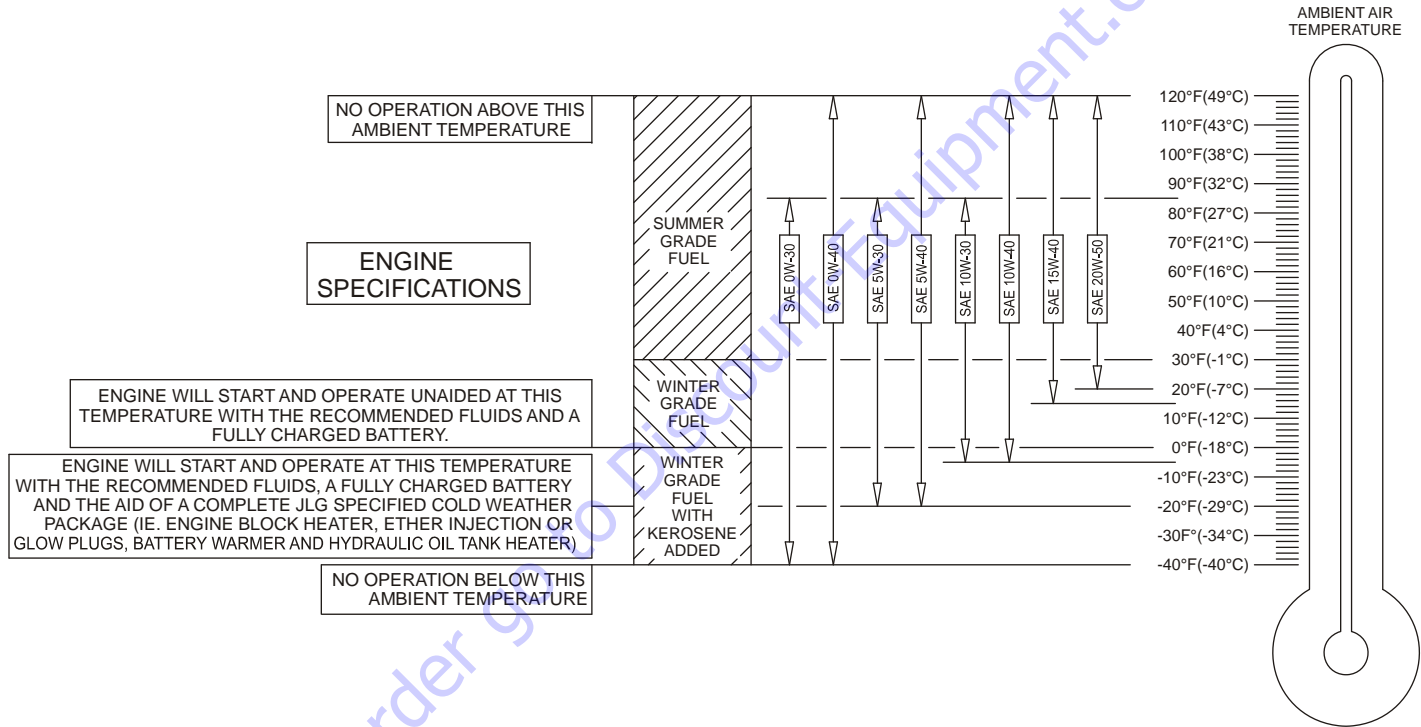 AMBIENT AIR
TEMPERATURE
NO OPERATION ABOVE THIS
AMBIENT TEMPERATURE
ENGINE
SPECIFICATIONS
ENGINE WILL START AND OPERATE UNAIDED AT THIS
TEMPERATURE WITH THE RECOMMENDED FLUIDS AND A
FULLY CHARGED BATTERY.
ENGINE WILL START AND OPERATE AT THIS TEMPERATURE
WITH THE RECOMMENDED FLUIDS, A FULLY CHARGED BATTERY
AND THE AID OF A COMPLETE JLG SPECIFIED COLD WEATHER
PACKAGE (IE. ENGINE BLOCK HEATER, ETHER INJECTION OR
GLOW PLUGS, BATTERY WARMER AND HYDRAULIC OIL TANK HEATER)
NO OPERATION BELOW THIS
AMBIENT TEMPERATURE
SUMMER
GRADE
FUEL
WINTER
GRADE
FUEL
WINTER
GRADE
FUEL
WITH
KEROSENE
ADDED
SAE 0W-30
SAE 0W-40
SAE 5W-30
SAE 5W-40
SAE 10W-30
SAE 10W-40
SAE 15W-40
SAE 20W-50
120°F(49°C)
110°F(43°C)
100°F(38°C)
90°F(32°C)
80°F(27°C)
70°F(21°C)
60°F(16°C)
50°F(10°C)
40°F(4°C)
30°F(-1°C)
20°F(-7°C)
10°F(-12°C)
0°F(-18°C)
-10°F(-23°C)
-20°F(-29°C)
-30F°(-34°C)
-40°F(-40°C)
rder go to Discount-Equipment.c